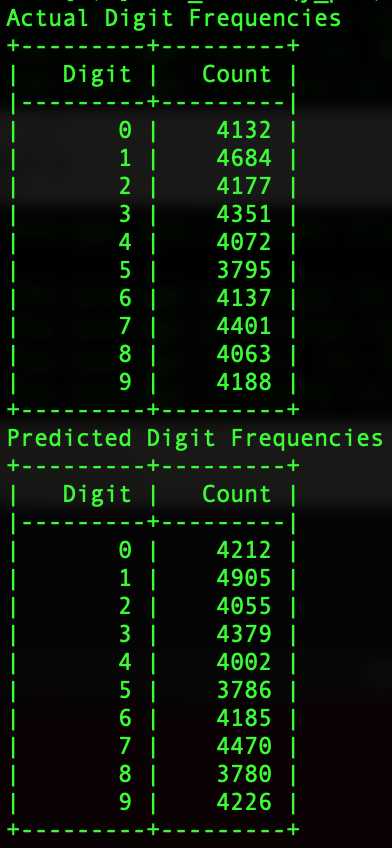 Actual Digit Frequencies
+---------+---------+
|   Digit |   Count |
|---------+---------|
|       0 |    4132 |
|       1 |    4684 |
|       2 |    4177 |
|       3 |    4351 |
|       4 |    4072 |
|       5 |    3795 |
|       6 |    4137 |
|       7 |    4401 |
|       8 |    4063 |
|       9 |    4188 |
+---------+---------+
Predicted Digit Frequencies
+---------+---------+
|   Digit |   Count |
|---------+---------|
|       0 |    4212 |
|       1 |    4905 |
|       2 |    4055 |
|       3 |    4379 |
|       4 |    4002 |
|       5 |    3786 |
|       6 |    4185 |
|       7 |    4470 |
|       8 |    3780 |
|       9 |    4226 |
+---------+---------+